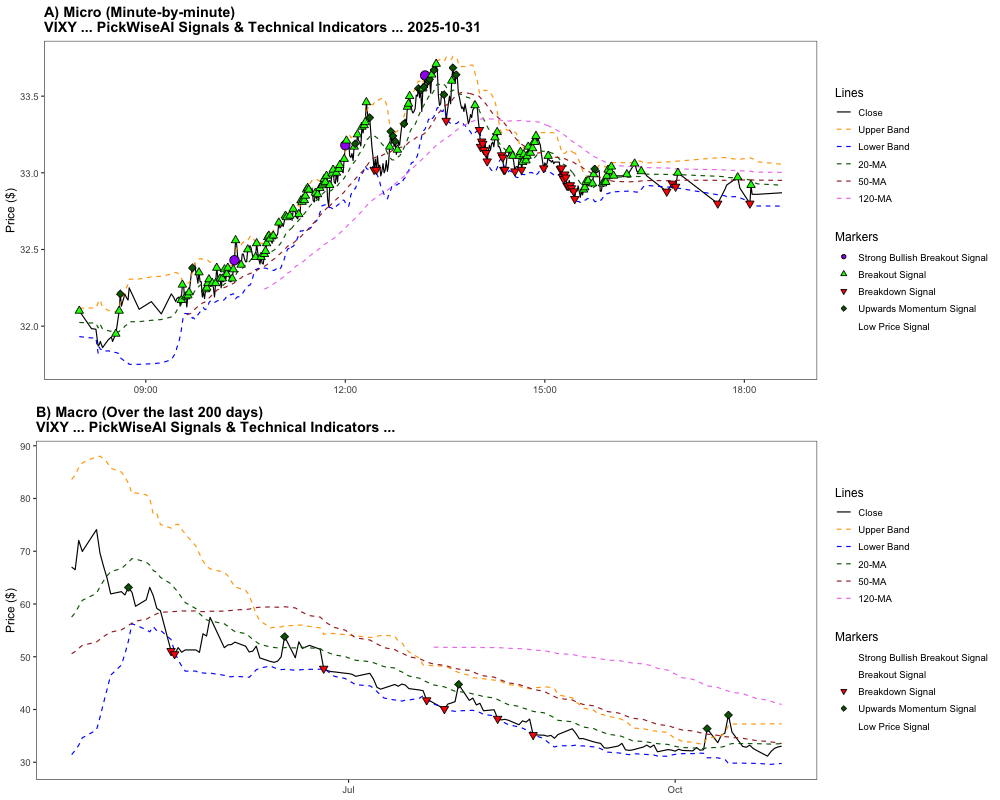 A) Micro (Minute-by-minute)
VIXY ... PickWiseAI Signals & Technical Indicators ... 2025-10-31
Price ($)
33.5
33.0
32.5
32.0
09:00
12:00
15:00
18:00
Lines
Close
Upper Band
Lower Band
20-MA
50-MA
120-MA
Markers
Strong Bullish Breakout Signal
Breakout Signal
Breakdown Signal
Upwards Momentum Signal
Low Price Signal
B) Macro (Over the last 200 days)
VIXY ... PickWiseAI Signals & Technical Indicators ...
Price ($)
90
80
70
60
50
40
30
Jul
Oct
Lines
Close
Upper Band
Lower Band
20-MA
50-MA
120-MA
Markers
Strong Bullish Breakout Signal
Breakout Signal
Breakdown Signal
Upwards Momentum Signal
Low Price Signal